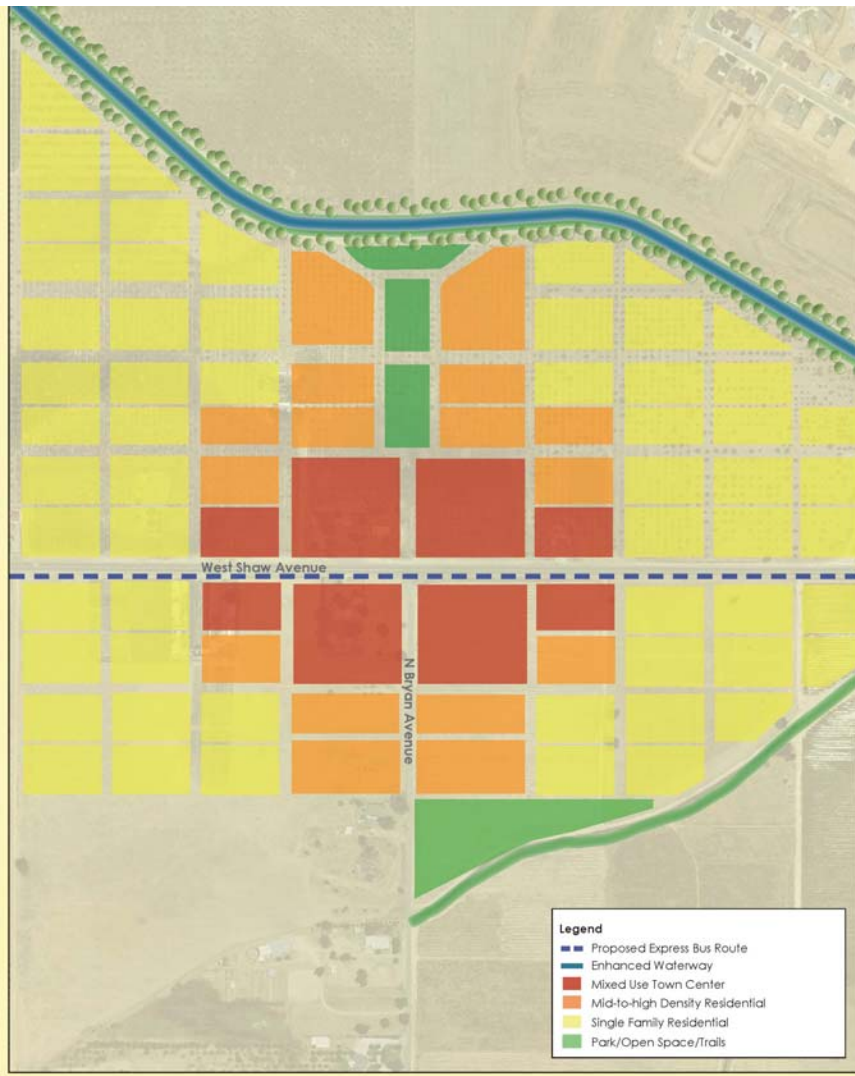 West Shaw Avenue
N Bryan Avenue
Legend
Proposed Express Bus Route
Enhanced Waterway
Mixed Use Town Center
Mid-to-high Density Residential
Single Family Residential
Park/Open Space/Trails